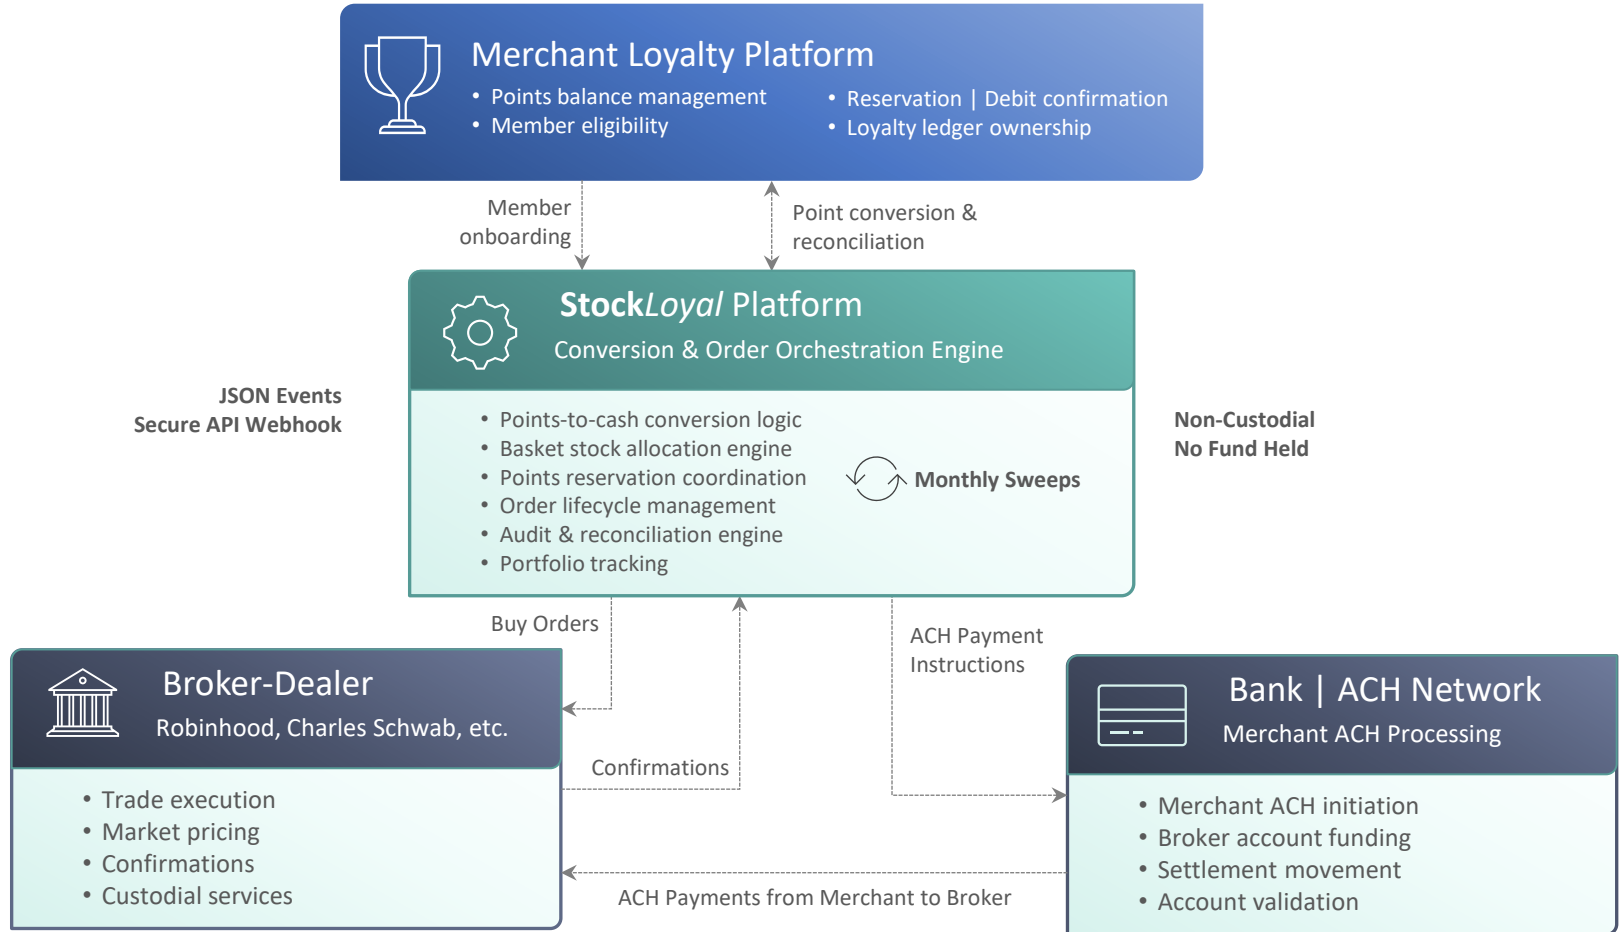 Merchant Loyalty Platform
• Points balance management
• Member eligibility
• Reservation | Debit confirmation
• Loyalty ledger ownership
Member
onboarding
Point conversion &
reconciliation
StockLoyal Platform
Conversion & Order Orchestration Engine
JSON Events
Secure API Webhook
• Points-to-cash conversion logic
• Basket stock allocation engine
• Points reservation coordination
• Order lifecycle management
• Audit & reconciliation engine
• Portfolio tracking
Monthly Sweeps
Non-Custodial
No Fund Held
Buy Orders
ACH Payment
Instructions
Broker-Dealer
Robinhood, Charles Schwab, etc.
• Trade execution
• Market pricing
• Confirmations
• Custodial services
Confirmations
Bank | ACH Network
Merchant ACH Processing
• Merchant ACH initiation
• Broker account funding
• Settlement movement
• Account validation
ACH Payments from Merchant to Broker